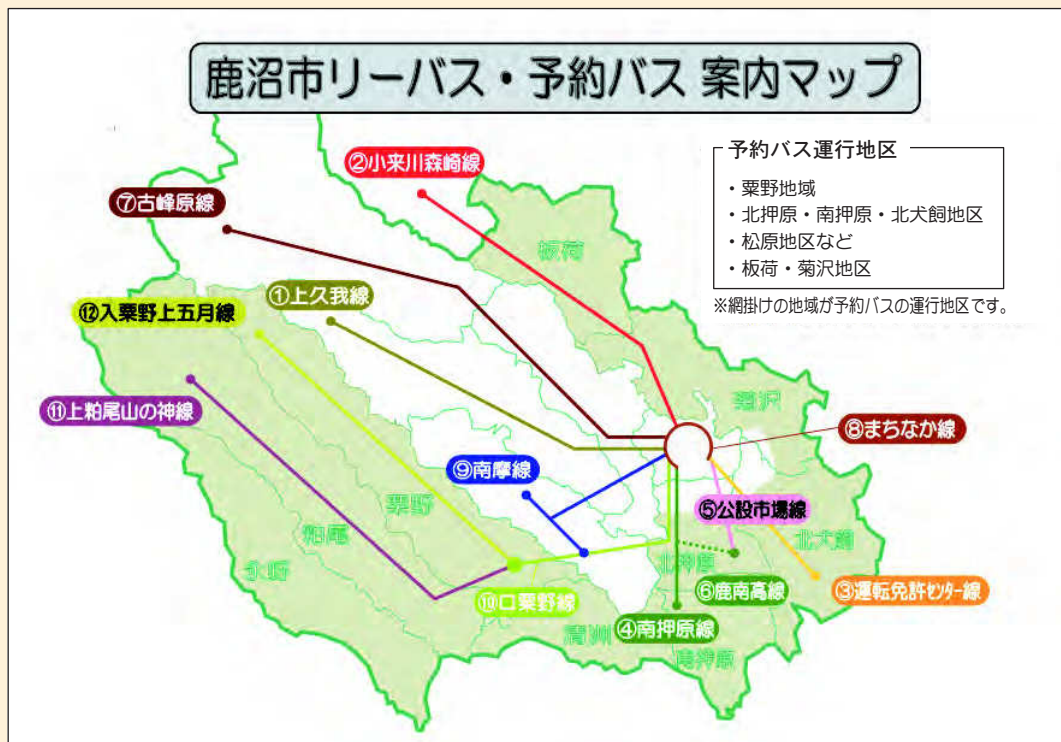 鹿沼市リーバス・予約バス 案内マップ
予約バス運行地区
・粟野地域
・北押原・南押原・北犬飼地区
・松原地区など
・板荷・菊沢地区
※網掛けの地域が予約バスの運行地区です。
②小来川森崎線
⑦古峰原線
板荷
①上久我線
⑫入粟野上五月線
⑪上粕尾山の神線
菊沢
⑧まちなか線
⑨南摩線
粟野
⑤公設市場線
粕尾
北犬飼
永野
北押原
⑥鹿南高線
③運転免許センター線
⑩口粟野線
清洲
④南押原線
南押原